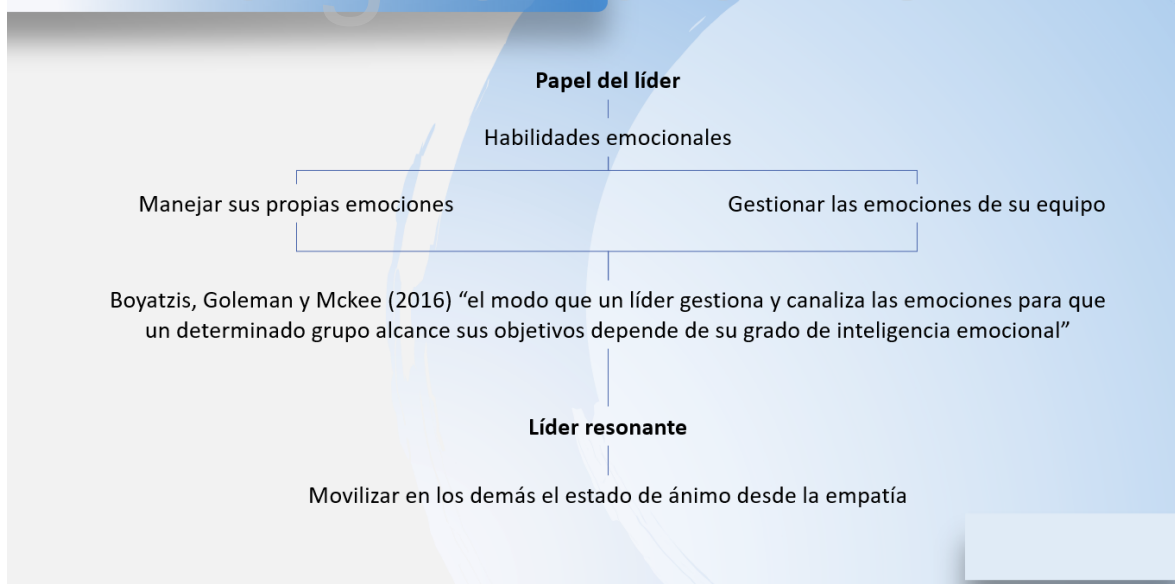 Papel del líder
Habilidades emocionales
Manejar sus propias emociones
Gestionar las emociones de su equipo
Boyatzis, Goleman y Mckee (2016) “el modo que un líder gestiona y canaliza las emociones para que
un determinado grupo alcance sus objetivos depende de su grado de inteligencia emocional”
Líder resonante
Movilizar en los demás el estado de ánimo desde la empatía